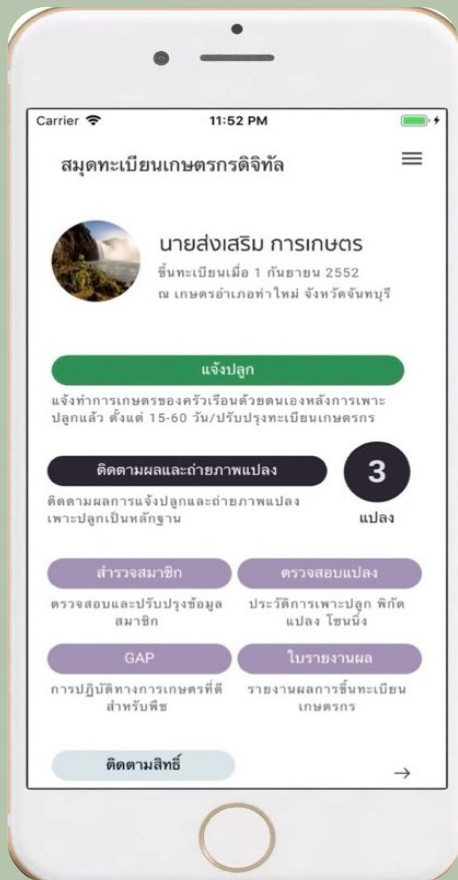 Carrier 11:52 PM
สมุดทะเบียนเกษตรกรดิจิทัล
นายส่งเสริม การเกษตร
ขึ้นทะเบียนเมื่อ 1 กันยายน 2552
ณ เกษตรอำเภอท่าใหม่ จังหวัดจันทบุรี
แจ้งปลูก
แจ้งทำการเกษตรของครัวเรือนด้วยตนเองหลังการเพาะ
ปลูกแล้ว ตั้งแต่ 15-60 วัน/ปรับปรุงทะเบียนเกษตรกร
ติดตามผลและถ่ายภาพแปลง
ติดตามผลการแจ้งปลูกและถ่ายภาพแปลง
เพาะปลูกเป็นหลักฐาน
3
แปลง
สำรวจสมาชิก
ตรวจสอบและปรับปรุงข้อมูล
สมาชิก
ตรวจสอบแปลง
ประวัติการเพาะปลูก พิกัด
แปลง โซนนิ่ง
GAP
การปฏิบัติทางการเกษตรที่ดี
สำหรับพืช
ใบรายงานผล
รายงานผลการขึ้นทะเบียน
เกษตรกร
ติดตามสิทธิ์